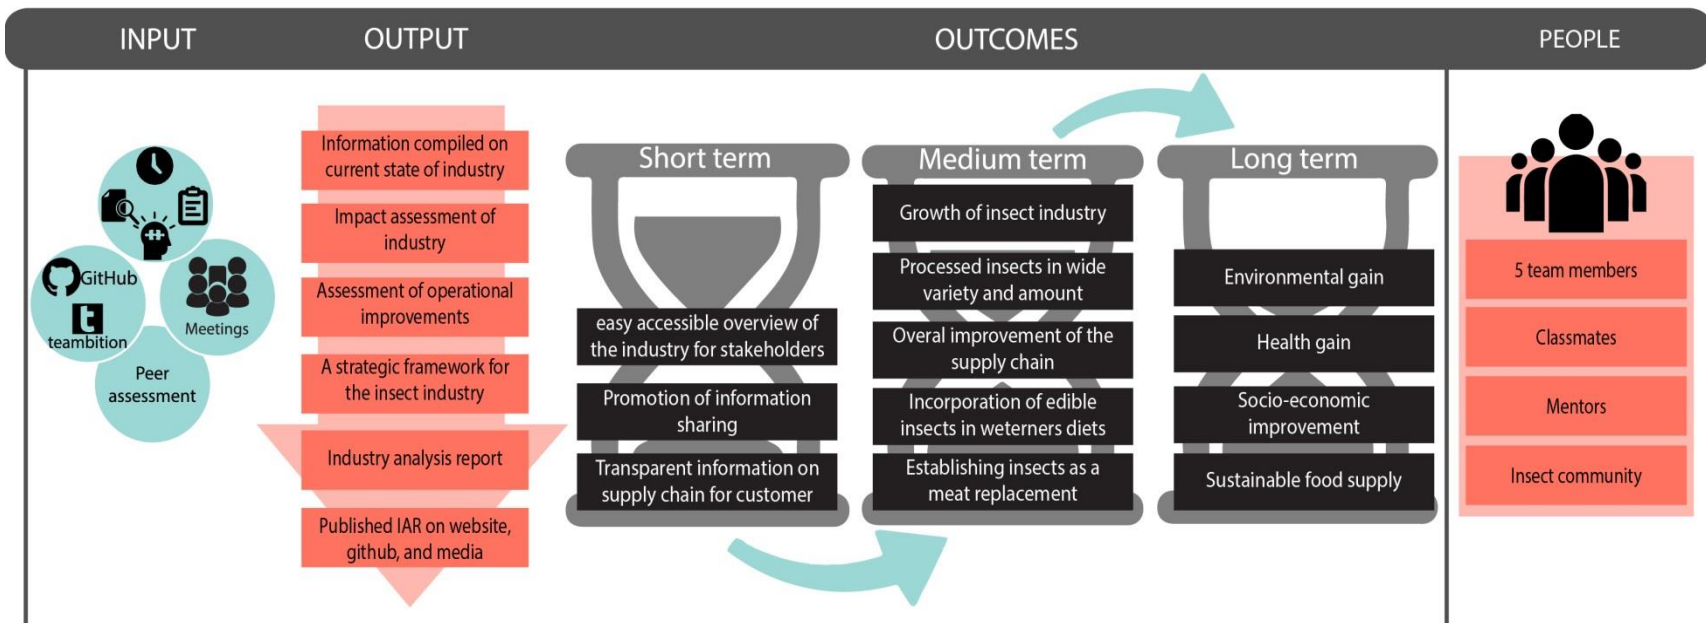 INPUT
OUTPUT
OUTCOMES
PEOPLE
GitHub
teambition
Meetings
Peer
assessment
Information compiled on
current state of industry
Impact assessment of
industry
Assessment of operational
improvements
A strategic framework for
the insect industry
Industry analysis report
Published IAR on website,
github, and media
Short term
easy accessible overview of
the industry for stakeholders
Promotion of information
sharing
Transparent information on
supply chain for customer
Medium term
Growth of insect industry
Processed insects in wide
variety and amount
Overal improvement of the
supply chain
Incorporation of edible
insects in weterners diets
Establishing insects as a
meat replacement
Long term
Environmental gain
Health gain
Socio-economic
improvement
Sustainable food supply
5 team members
Classmates
Mentors
Insect community